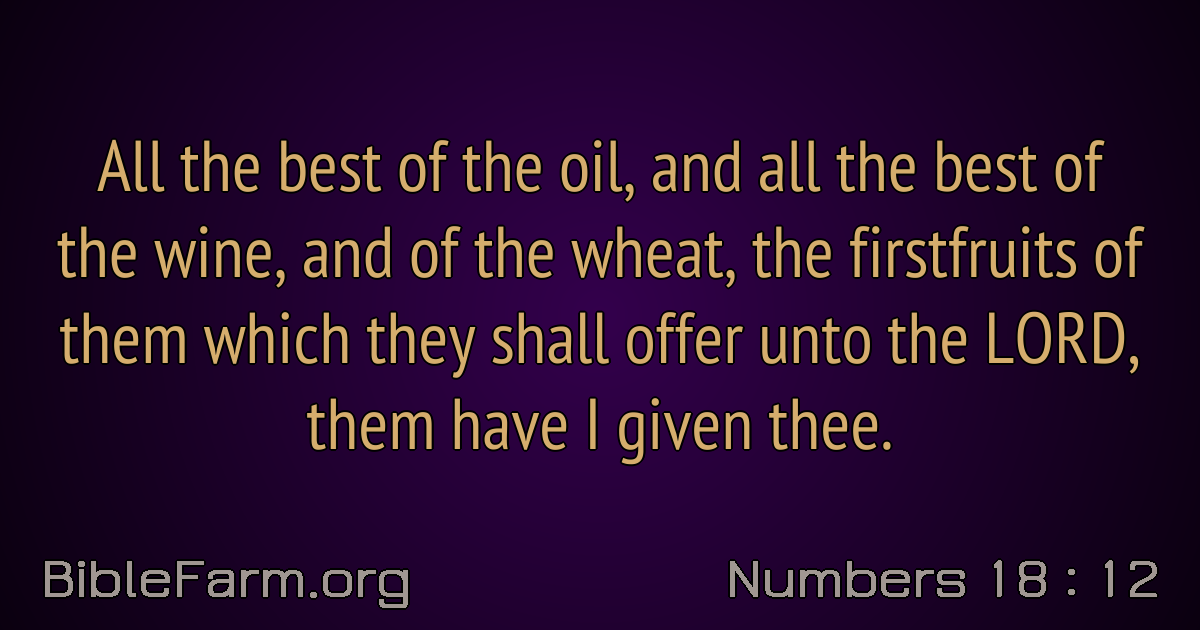 All the best of the oil, and all the best of
the wine, and of the wheat, the firstfruits of
them which they shall offer unto the LORD,
them have I given thee.
BibleFarm.org
Numbers 18 : 12